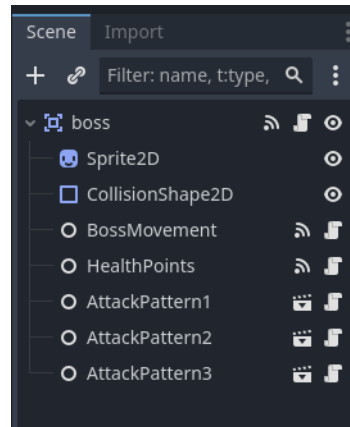 Scene Import
Filter: name, t:type,
boss
Sprite2D
CollisionShape2D
BossMovement
HealthPoints
AttackPattern1
AttackPattern2
AttackPattern3